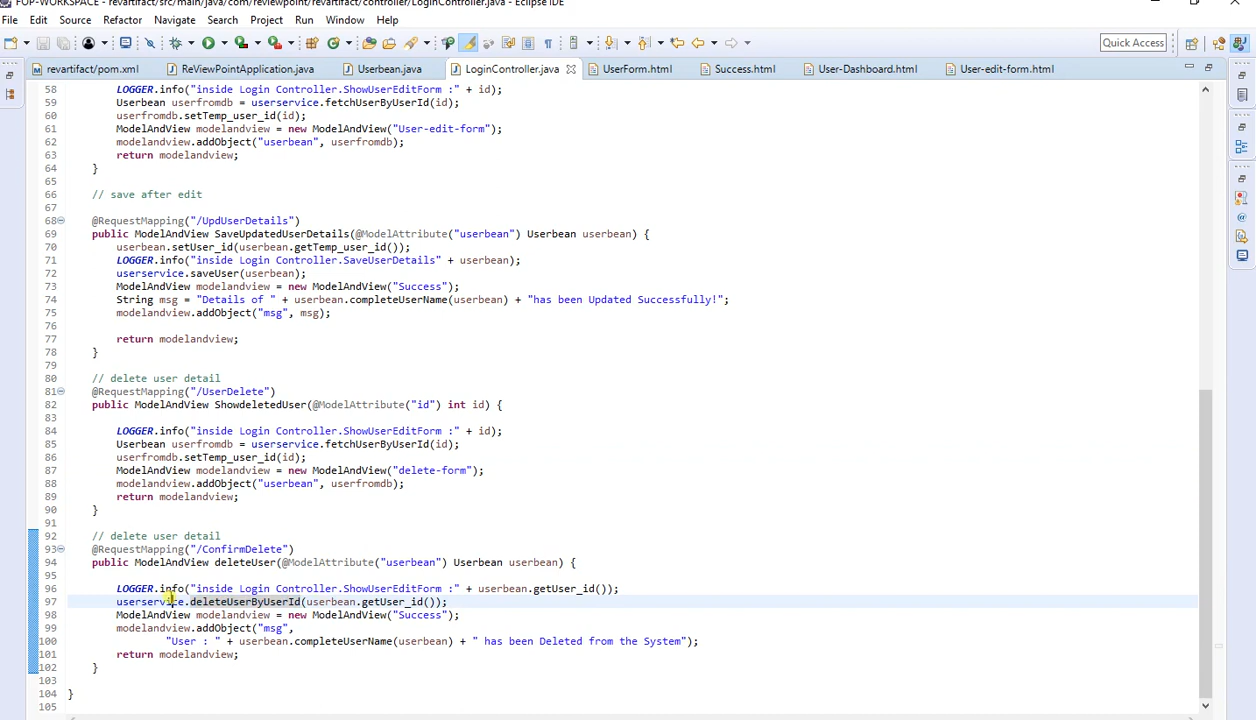 FOP-WORKSPACE - revartifact/src/main/java/com/reviewpoint/revartifact/controller/LoginController.java - Eclipse IDE
File Edit Source Refactor Navigate Search Project Run Window Help
Quick Access
revartifact/pom.xml ReViewPointApplication.java Userbean.java LoginController.java UserForm.html Success.html User-Dashboard.html User-edit-form.html
58 LOGGER.info("inside Login Controller.ShowUserEditForm :" + id);
59 Userbean userfromdb = userservice.fetchUserByUserId(id);
60 userfromdb.setTemp_user_id(id);
61 ModelAndView modelandview = new ModelAndView("User-edit-form");
62 modelandview.addObject("userbean", userfromdb);
63 return modelandview;
64 }
65
66 // save after edit
67
68 @RequestMapping("/UpdUserDetails")
69 public ModelAndView SaveUpdatedUserDetails(@ModelAttribute("userbean") Userbean userbean) {
70 userbean.setUser_id(userbean.getTemp_user_id());
71 LOGGER.info("inside Login Controller.SaveUserDetails" + userbean);
72 userservice.saveUser(userbean);
73 ModelAndView modelandview = new ModelAndView("Success");
74 String msg = "Details of " + userbean.completeUserName(userbean) + "has been Updated Successfully!";
75 modelandview.addObject("msg", msg);
76
77 return modelandview;
78 }
79
80 // delete user detail
81 @RequestMapping("/UserDelete")
82 public ModelAndView ShowdeletedUser(@ModelAttribute("id") int id) {
83
84 LOGGER.info("inside Login Controller.ShowUserEditForm :" + id);
85 Userbean userfromdb = userservice.fetchUserByUserId(id);
86 userfromdb.setTemp_user_id(id);
87 ModelAndView modelandview = new ModelAndView("delete-form");
88 modelandview.addObject("userbean", userfromdb);
89 return modelandview;
90 }
91
92 // delete user detail
93 @RequestMapping("/ConfirmDelete")
94 public ModelAndView deleteUser(@ModelAttribute("userbean") Userbean userbean) {
95
96 LOGGER.info("inside Login Controller.ShowUserEditForm :" + userbean.getUser_id());
97 userservice.deleteUserByUserId(userbean.getUser_id());
98 ModelAndView modelandview = new ModelAndView("Success");
99 modelandview.addObject("msg",
100 "User : " + userbean.completeUserName(userbean) + " has been Deleted from the System");
101 return modelandview;
102 }
103
104 }
105